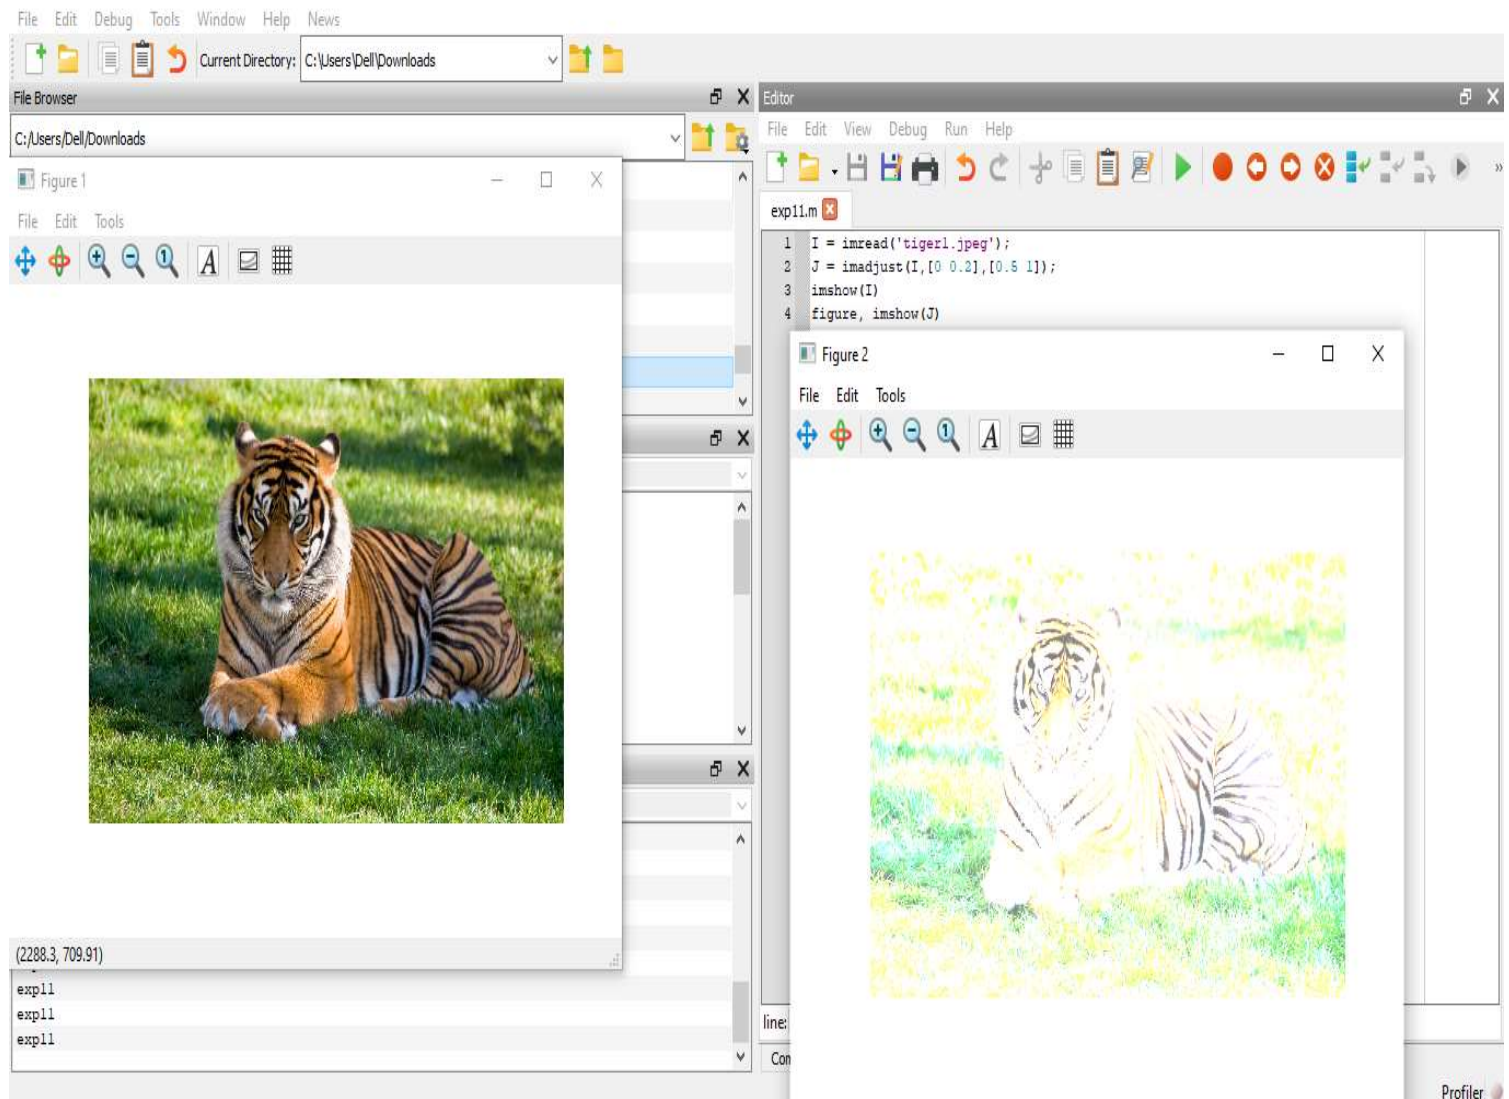 File Edit Debug Tools Window Help News
Current Directory: C:\Users\Dell\Downloads
File Browser
C:/Users/Dell/Downloads
Figure 1
File Edit Tools
A
(2288.3, 709.91)
exp11
exp11
exp11
Editor
File Edit View Debug Run Help
exp11.m
1 I = imread('tiger1.jpeg');
2 J = imadjust(I,[0 0.2],[0.5 1]);
3 imshow(I)
4 figure, imshow(J)
Figure 2
File Edit Tools
A
line:
Con
Profiler